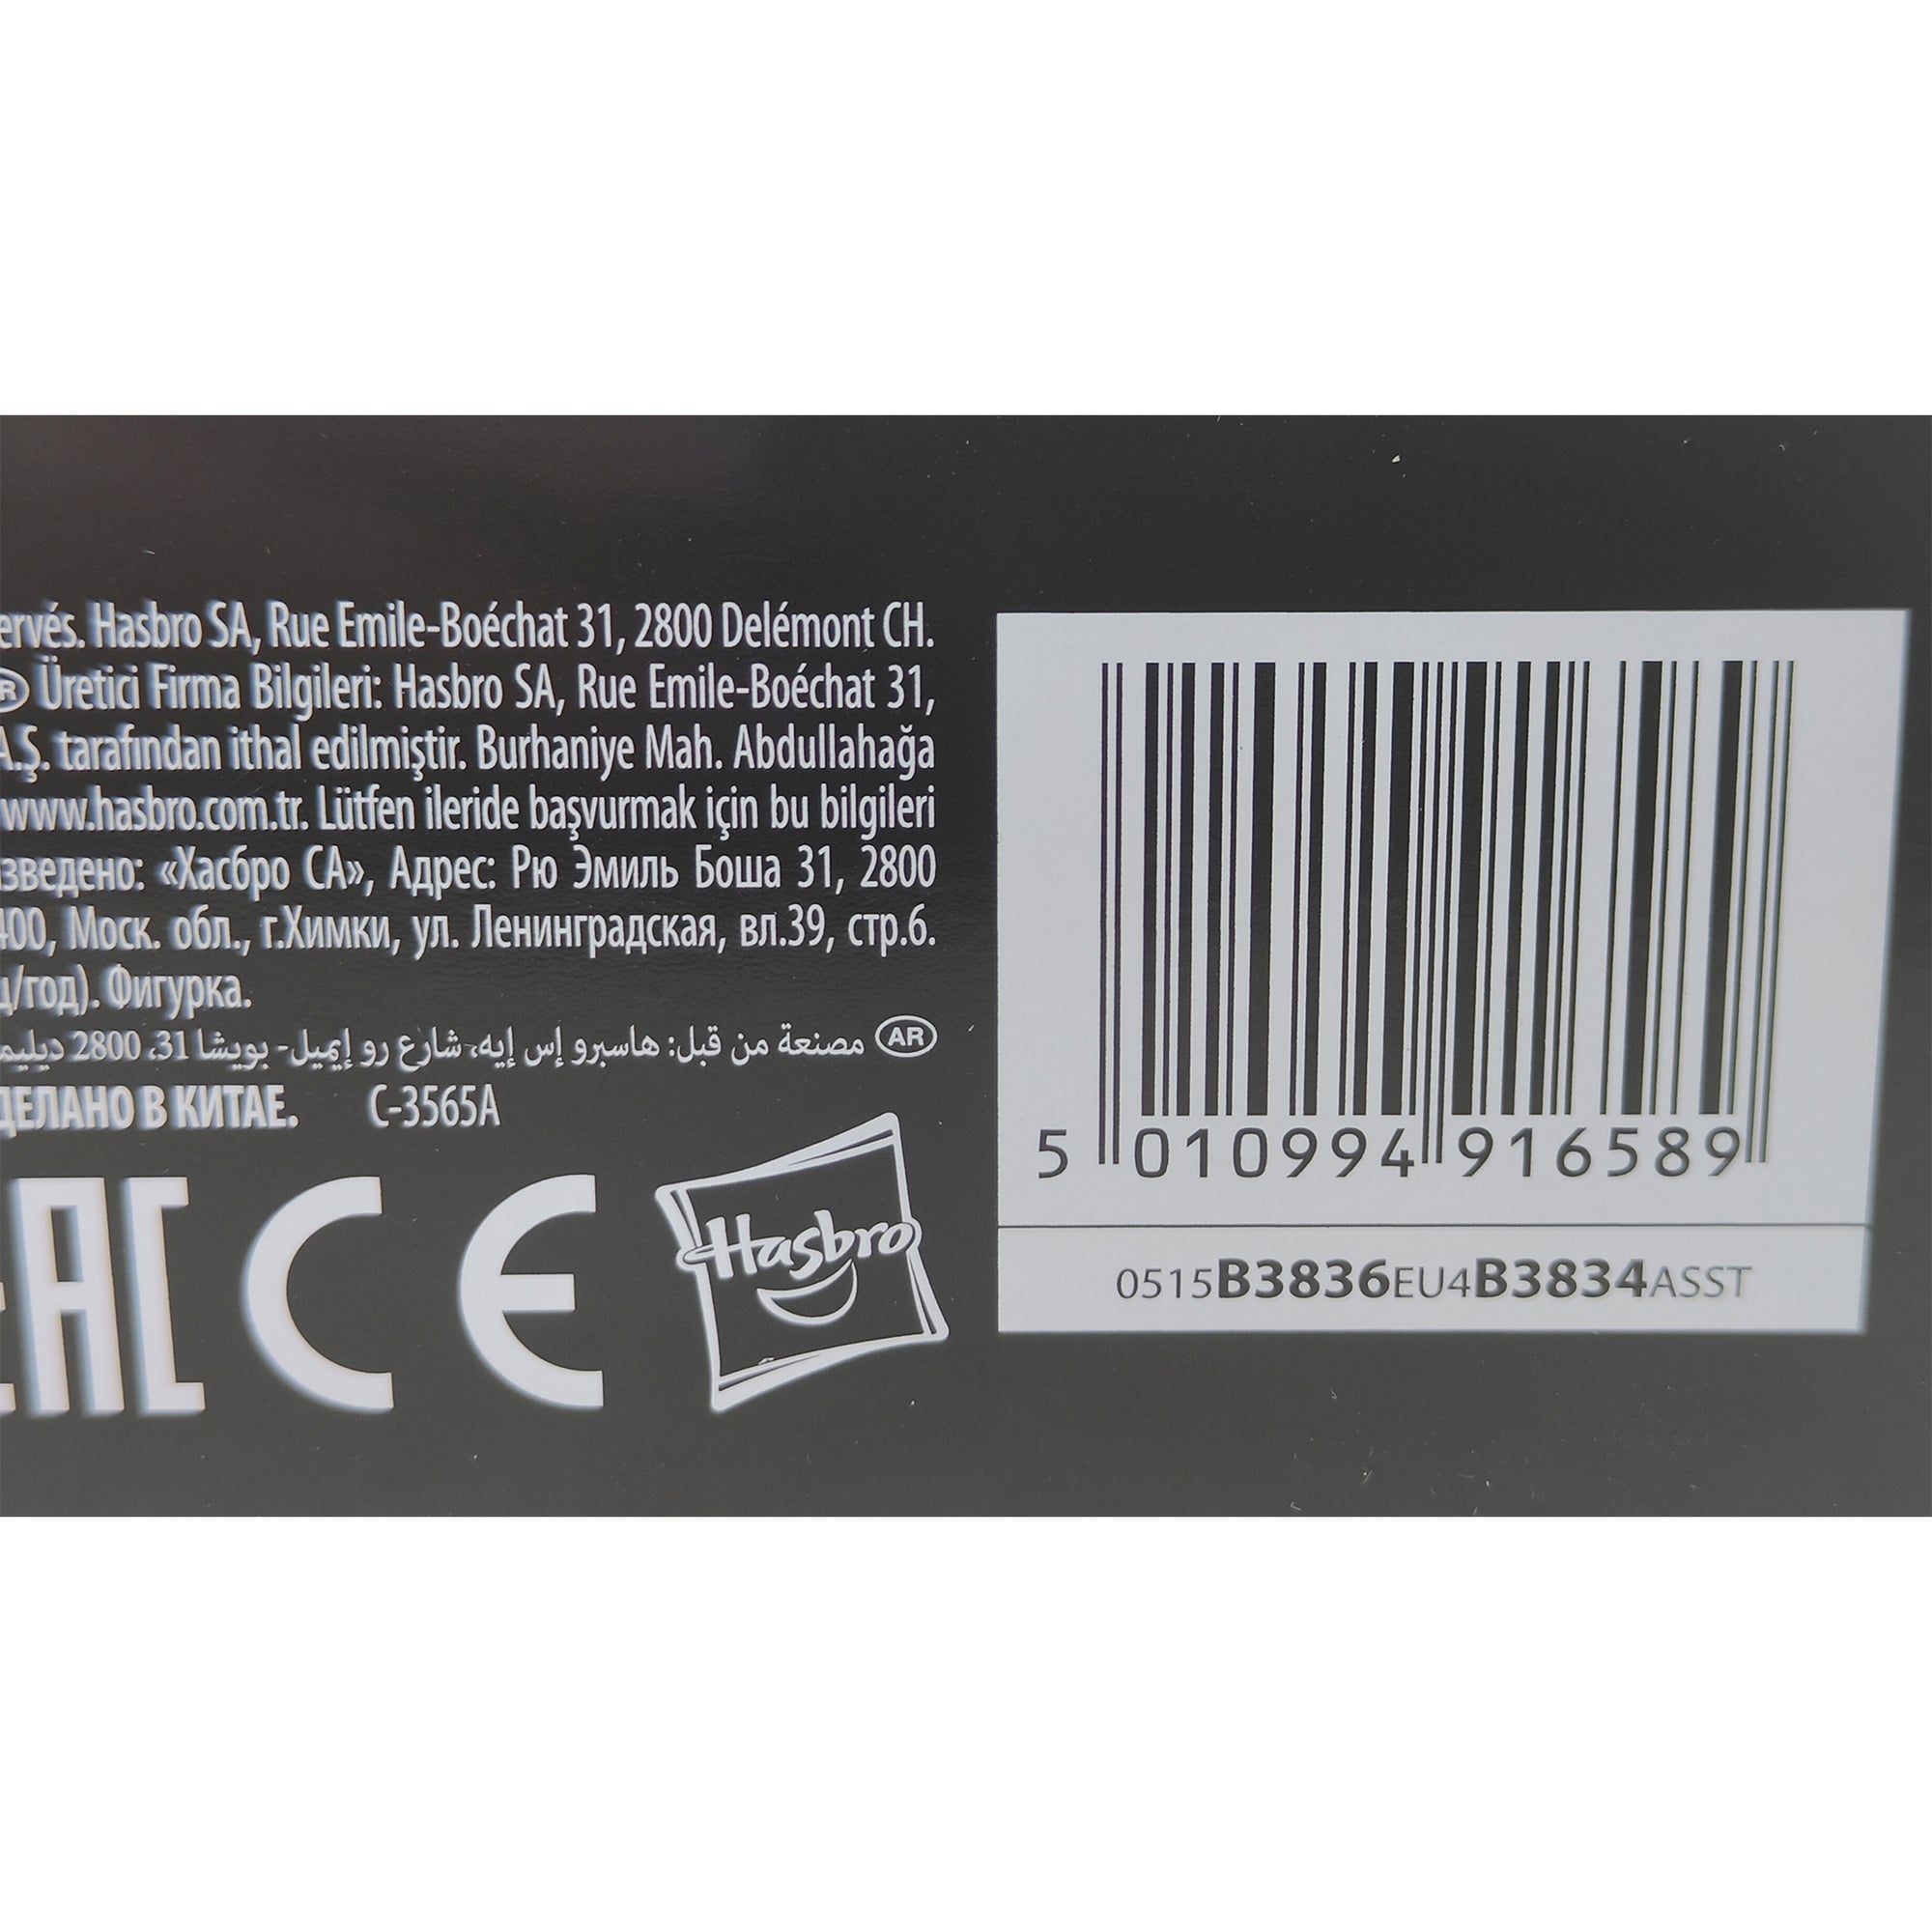 ervés. Hasbro SA, Rue Emile-Boéchat 31, 2800 Delémont CH.
Üretici Firma Bilgileri: Hasbro SA, Rue Emile-Boéchat 31,
A.Ş. tarafından ithal edilmiştir. Burhaniye Mah. Abdullahağa
www.hasbro.com.tr. Lütfen ileride başvurmak için bu bilgileri
зведено: «Хасбро СА», Адрес: Рю Эмиль Боша 31, 2800
400, Моск. обл., г.Химки, ул. Ленинградская, вл.39, стр.6.
ц/год). Фигурка.
AR مصنعة من قبل: هاسبرو إس إيه، شارع رو إيميل- بويشا 31، 2800 ديليم
ДЕЛАНО В КИТАЕ. C-3565A
EAC CE Hasbro
5 010994 916589
0515B3836EU4B3834ASST